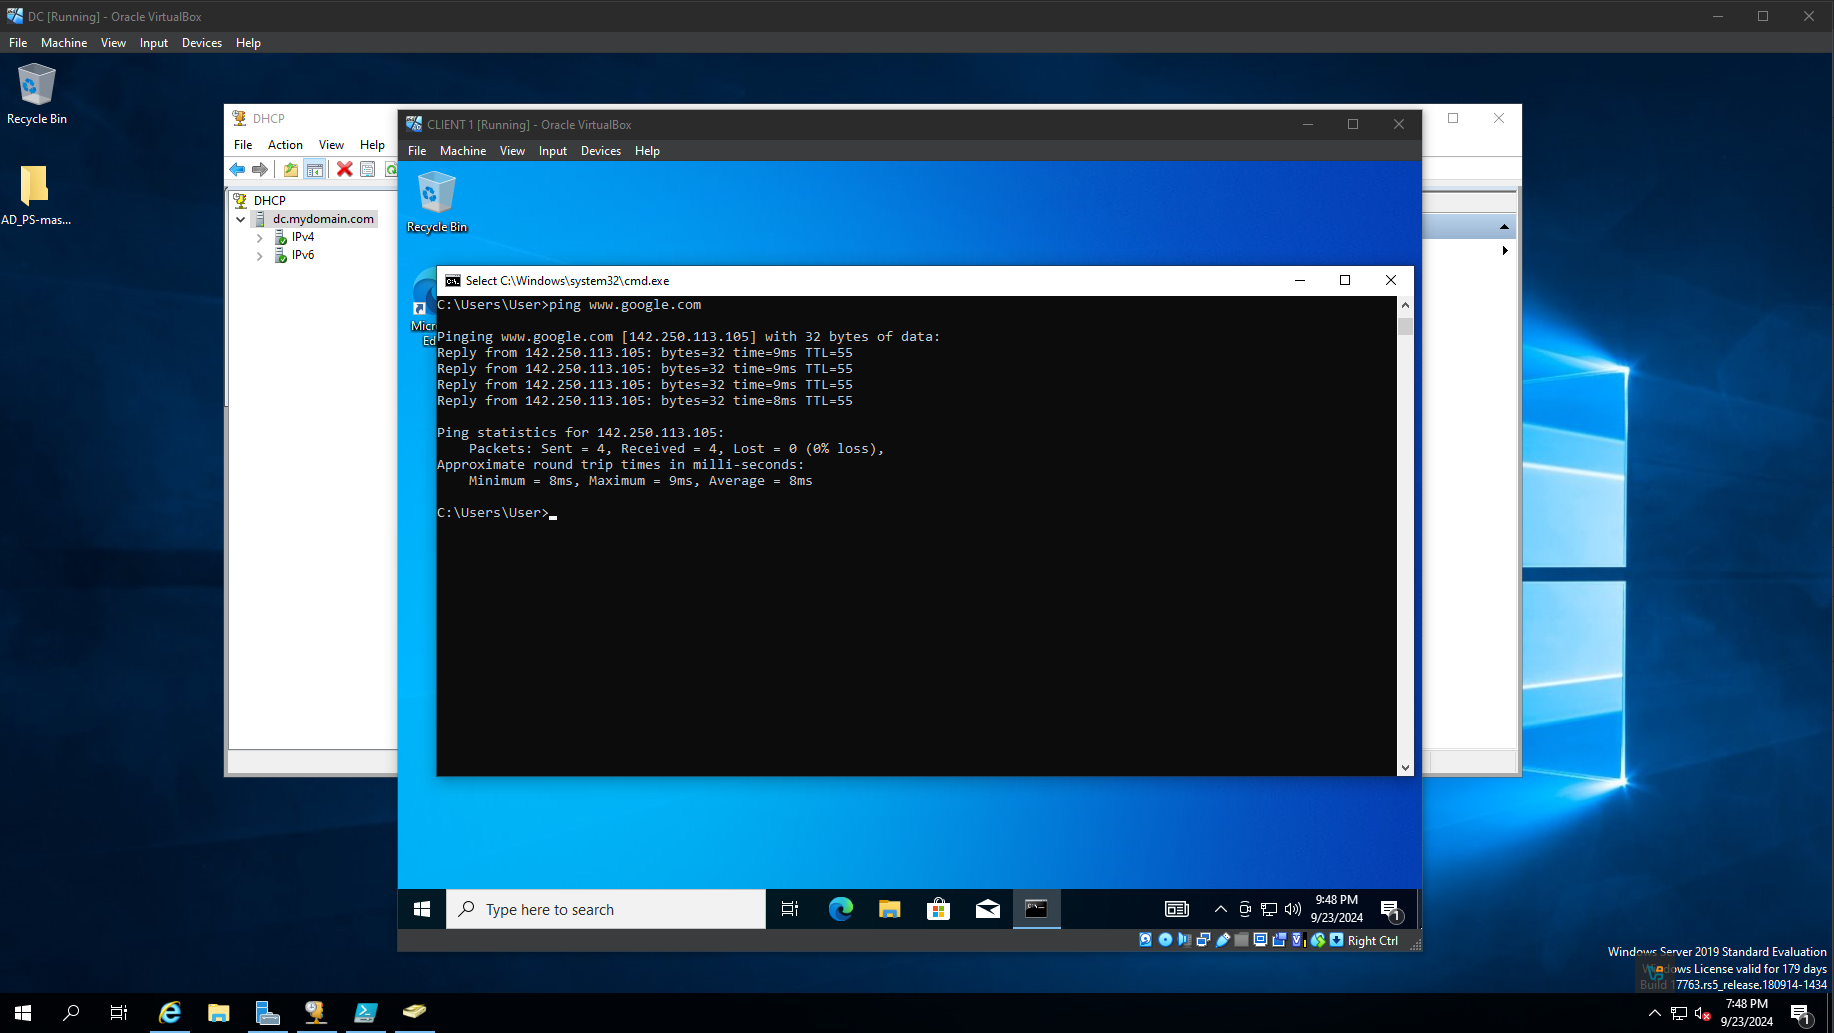 DC [Running] - Oracle VirtualBox
File Machine View Input Devices Help
Recycle Bin
AD_PS-mas...
DHCP
File Action View Help
DHCP
dc.mydomain.com
IPv4
IPv6
CLIENT 1 [Running] - Oracle VirtualBox
File Machine View Input Devices Help
Recycle Bin
Select C:\Windows\system32\cmd.exe
C:\Users\User>ping www.google.com
Pinging www.google.com [142.250.113.105] with 32 bytes of data:
Reply from 142.250.113.105: bytes=32 time=9ms TTL=55
Reply from 142.250.113.105: bytes=32 time=9ms TTL=55
Reply from 142.250.113.105: bytes=32 time=9ms TTL=55
Reply from 142.250.113.105: bytes=32 time=8ms TTL=55
Ping statistics for 142.250.113.105:
Packets: Sent = 4, Received = 4, Lost = 0 (0% loss),
Approximate round trip times in milli-seconds:
Minimum = 8ms, Maximum = 9ms, Average = 8ms
C:\Users\User>
Type here to search
9:48 PM
9/23/2024
1
Right Ctrl
Windows Server 2019 Standard Evaluation
Windows License valid for 179 days
Build 17763.rs5_release.180914-1434
7:48 PM
9/23/2024
1